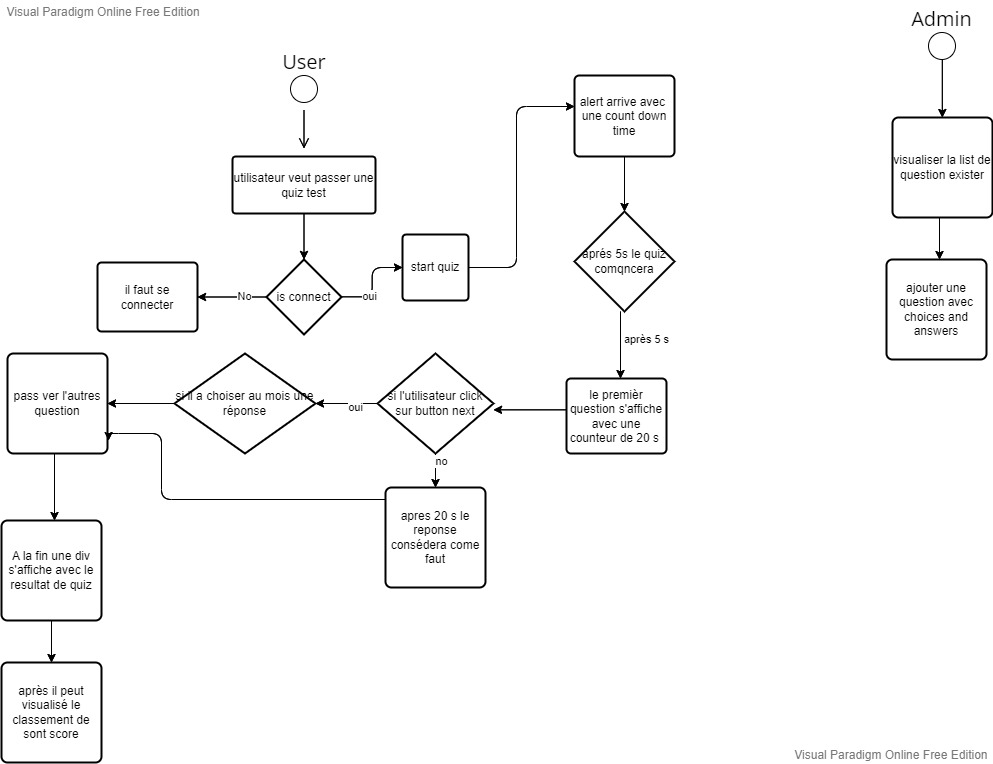 Visual Paradigm Online Free Edition
Admin
User
alert arrive avec
une count down
time
visualiser la list de
question exister
utilisateur veut passer une
quiz test
aprés 5s le quiz
comqncera
start quiz
il faut se
connecter
No
is connect
oui
ajouter une
question avec
choices and
answers
après 5 s
le premièr
question s'affiche
avec une
counteur de 20 s
si l'utilisateur click
sur button next
oui
si il a choiser au mois une
réponse
pass ver l'autres
question
no
apres 20 s le
reponse
consédera come
faut
A la fin une div
s'affiche avec le
resultat de quiz
après il peut
visualisé le
classement de
sont score
Visual Paradigm Online Free Edition